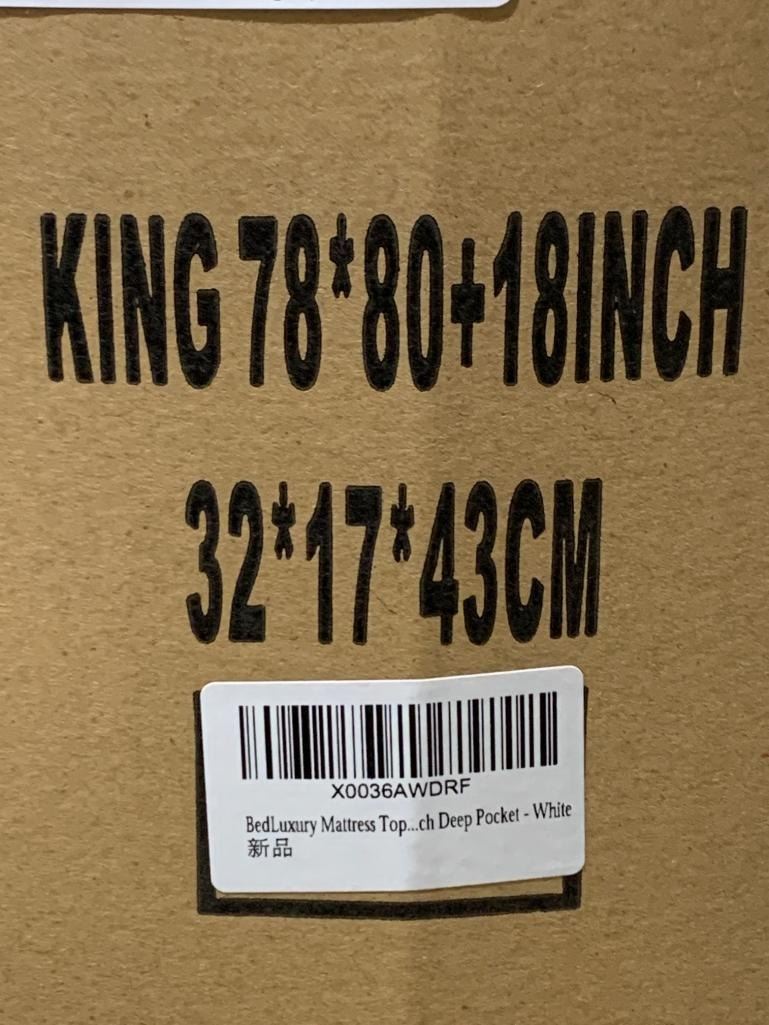 KING 78*80+18INCH
32*17*43CM
X0036AWDRF
BedLuxury Mattress Top...ch Deep Pocket - White
新品